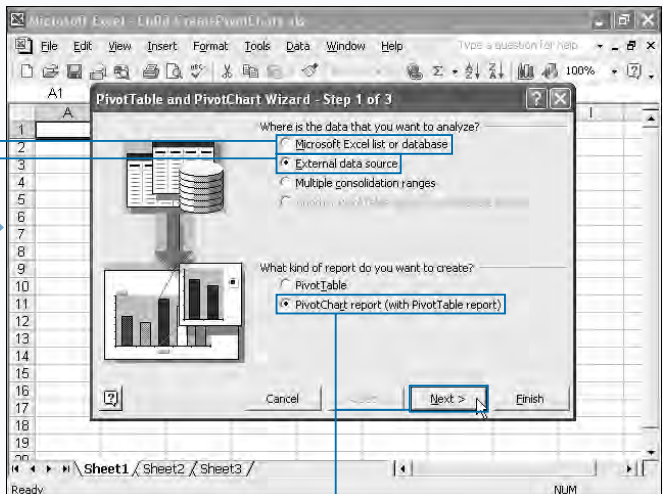 Microsoft Excel - Build a new PivotChart.xls
File Edit View Insert Format Tools Data Window Help Type a question for help
100%
A1
PivotTable and PivotChart Wizard - Step 1 of 3
A I
Where is the data that you want to analyze?
Microsoft Excel list or database
External data source
Multiple consolidation ranges
What kind of report do you want to create?
PivotTable
PivotChart report (with PivotTable report)
Cancel Next > Finish
1
2
3
4
5
6
7
8
9
10
11
12
13
14
15
16
17
18
19
Sheet1 Sheet2 Sheet3
Ready NUM